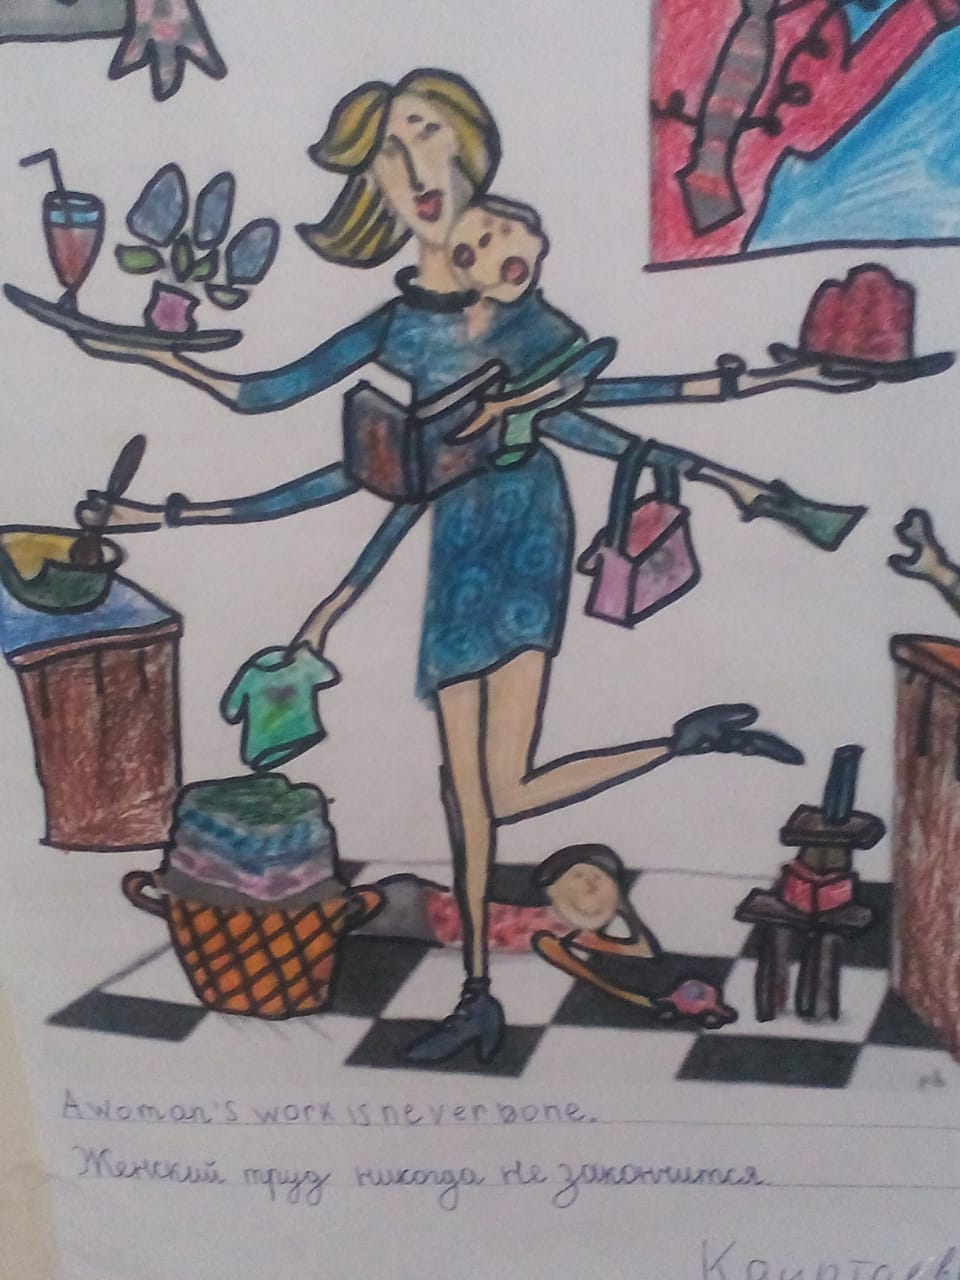 A woman's work is never bone.
Женский труд никогда не закончится